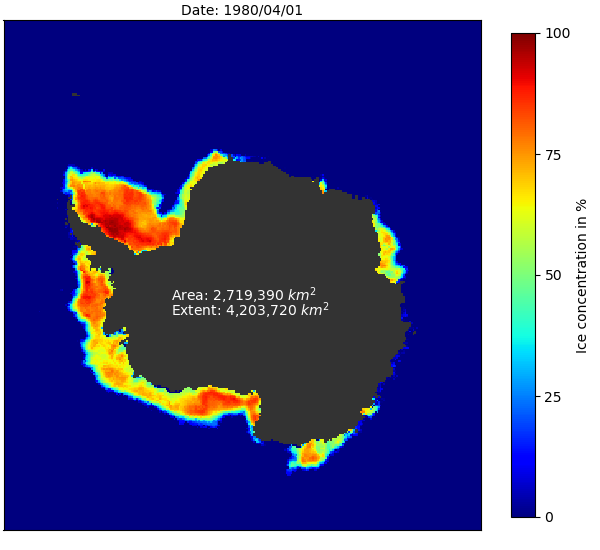 Date: 1980/04/01
100
75
50
25
0
Ice concentration in %
Area: 2,719,390 km²
Extent: 4,203,720 km²